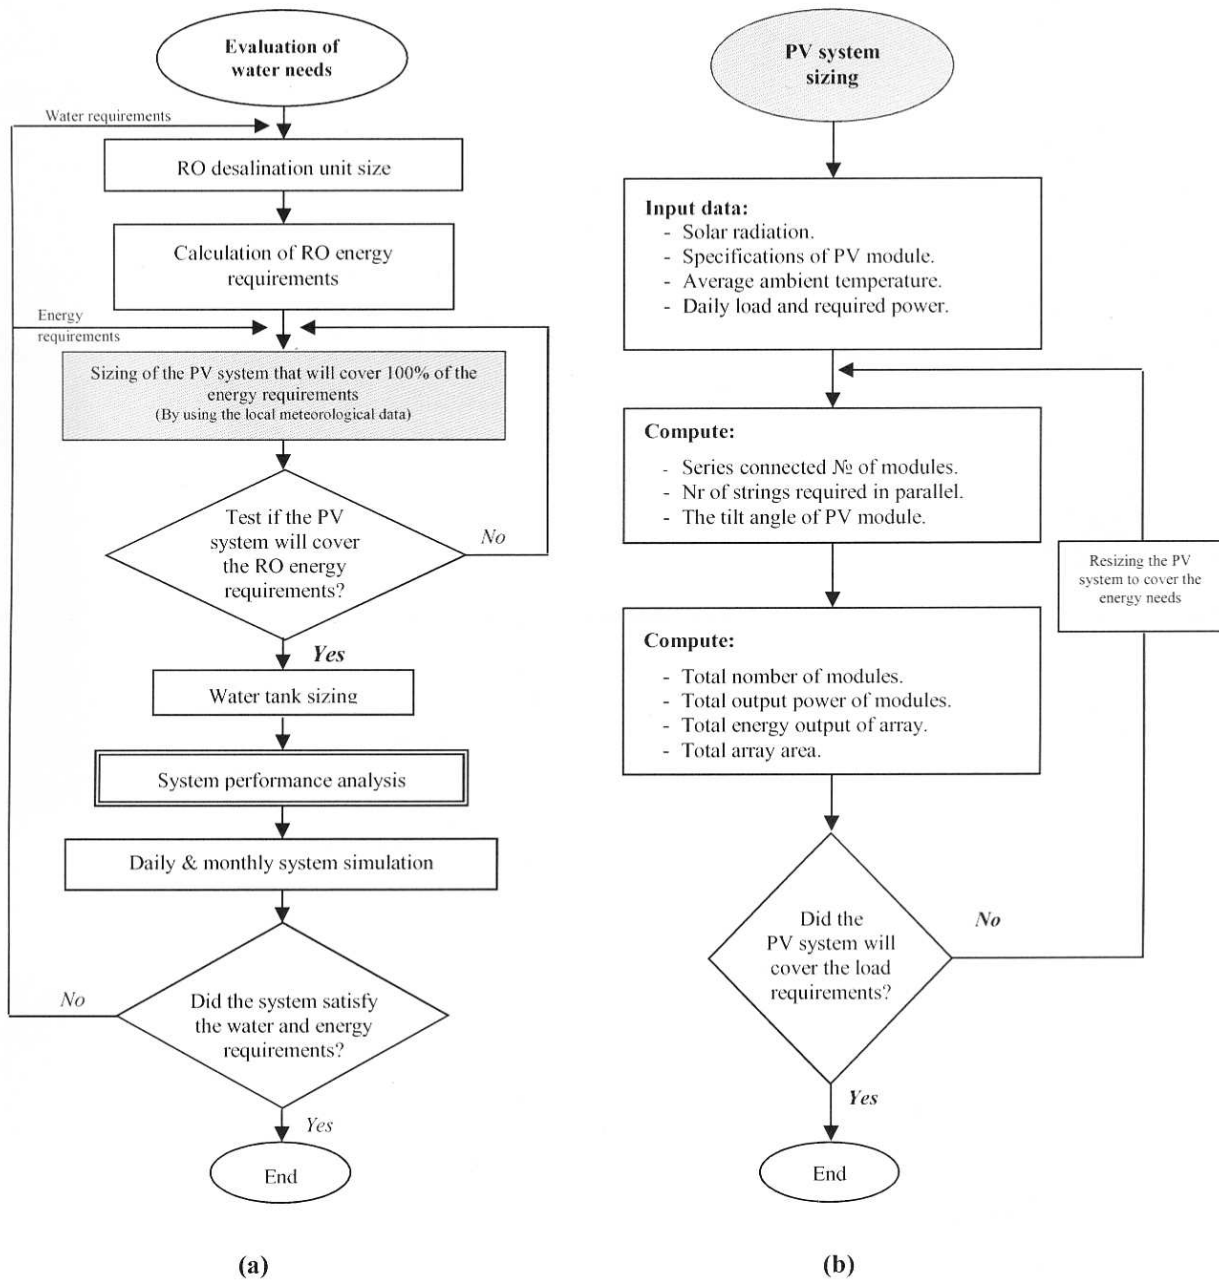 Evaluation of
water needs
Water requirements
RO desalination unit size
Calculation of RO energy
requirements
Energy
requirements
Sizing of the PV system that will cover 100% of the
energy requirements
(By using the local meteorological data)
Test if the PV
system will cover
the RO energy
requirements?
No
Yes
Water tank sizing
System performance analysis
Daily & monthly system simulation
No
Did the system satisfy
the water and energy
requirements?
Yes
End
(a)
PV system
sizing
Input data:
- Solar radiation.
- Specifications of PV module.
- Average ambient temperature.
- Daily load and required power.
Compute:
- Series connected № of modules.
- Nr of strings required in parallel.
- The tilt angle of PV module.
Resizing the PV
system to cover the
energy needs
Compute:
- Total nomber of modules.
- Total output power of modules.
- Total energy output of array.
- Total array area.
Did the
PV system will
cover the load
requirements?
No
Yes
End
(b)